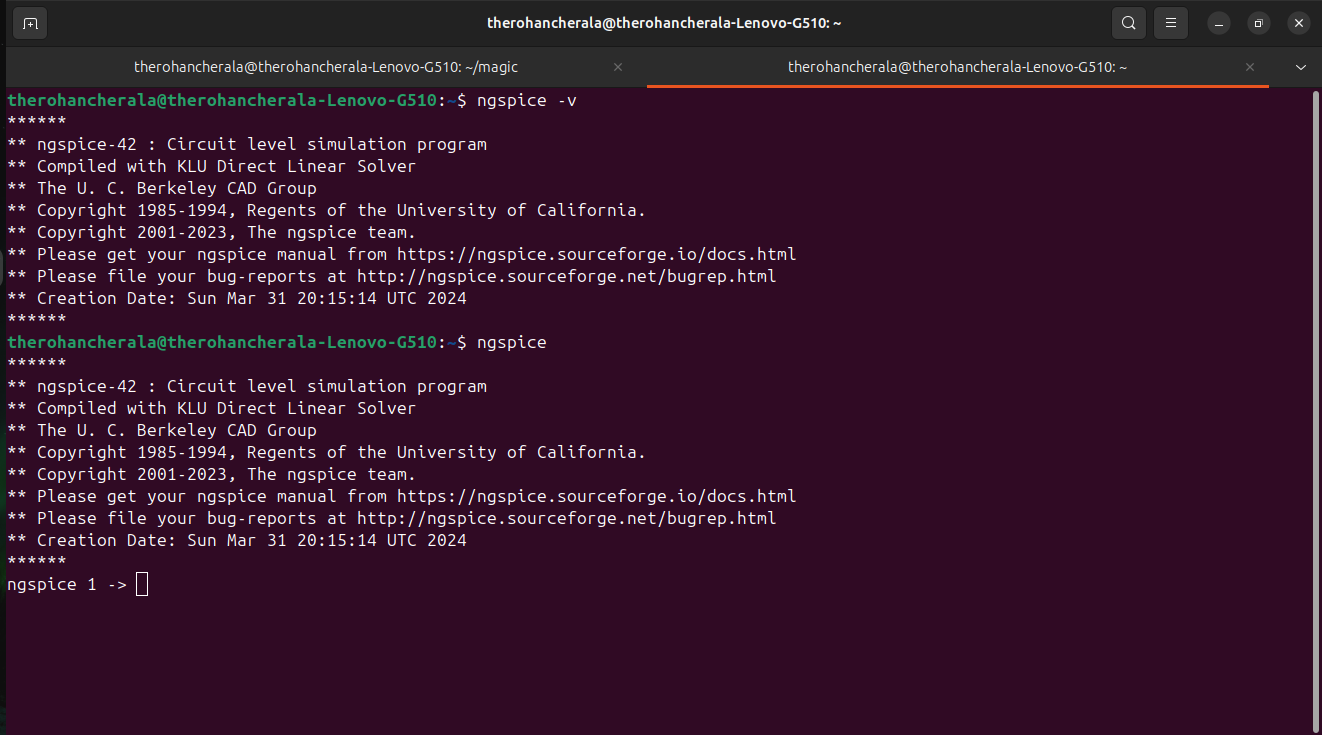 therohancherala@therohancherala-Lenovo-G510: ~
therohancherala@therohancherala-Lenovo-G510: ~/magic
therohancherala@therohancherala-Lenovo-G510: ~
therohancherala@therohancherala-Lenovo-G510:~$ ngspice -v
******
** ngspice-42 : Circuit level simulation program
** Compiled with KLU Direct Linear Solver
** The U. C. Berkeley CAD Group
** Copyright 1985-1994, Regents of the University of California.
** Copyright 2001-2023, The ngspice team.
** Please get your ngspice manual from https://ngspice.sourceforge.io/docs.html
** Please file your bug-reports at http://ngspice.sourceforge.net/bugrep.html
** Creation Date: Sun Mar 31 20:15:14 UTC 2024
******
therohancherala@therohancherala-Lenovo-G510:~$ ngspice
******
** ngspice-42 : Circuit level simulation program
** Compiled with KLU Direct Linear Solver
** The U. C. Berkeley CAD Group
** Copyright 1985-1994, Regents of the University of California.
** Copyright 2001-2023, The ngspice team.
** Please get your ngspice manual from https://ngspice.sourceforge.io/docs.html
** Please file your bug-reports at http://ngspice.sourceforge.net/bugrep.html
** Creation Date: Sun Mar 31 20:15:14 UTC 2024
******
ngspice 1 ->